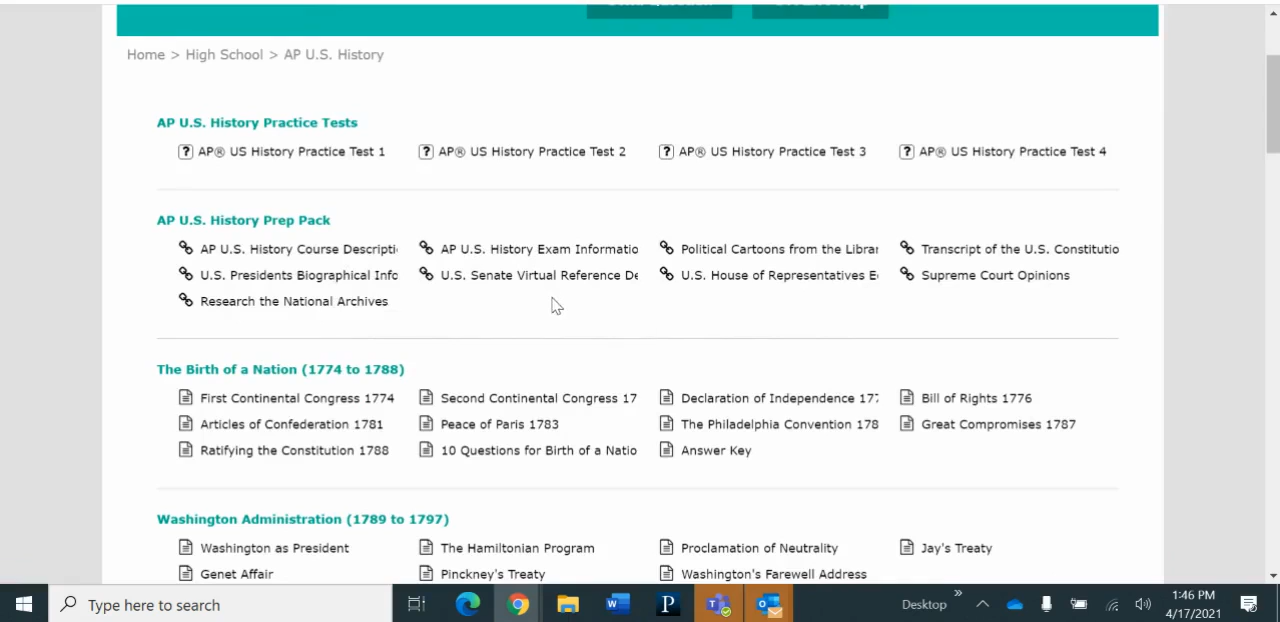 Home > High School > AP U.S. History
AP U.S. History Practice Tests
AP® US History Practice Test 1 AP® US History Practice Test 2 AP® US History Practice Test 3 AP® US History Practice Test 4
AP U.S. History Prep Pack
AP U.S. History Course Descripti AP U.S. History Exam Informatio Political Cartoons from the Librar Transcript of the U.S. Constitutio
U.S. Presidents Biographical Info U.S. Senate Virtual Reference De U.S. House of Representatives E Supreme Court Opinions
Research the National Archives
The Birth of a Nation (1774 to 1788)
First Continental Congress 1774 Second Continental Congress 17 Declaration of Independence 177 Bill of Rights 1776
Articles of Confederation 1781 Peace of Paris 1783 The Philadelphia Convention 178 Great Compromises 1787
Ratifying the Constitution 1788 10 Questions for Birth of a Natio Answer Key
Washington Administration (1789 to 1797)
Washington as President The Hamiltonian Program Proclamation of Neutrality Jay's Treaty
Genet Affair Pinckney's Treaty Washington's Farewell Address
Type here to search Desktop 1:46 PM
4/17/2021